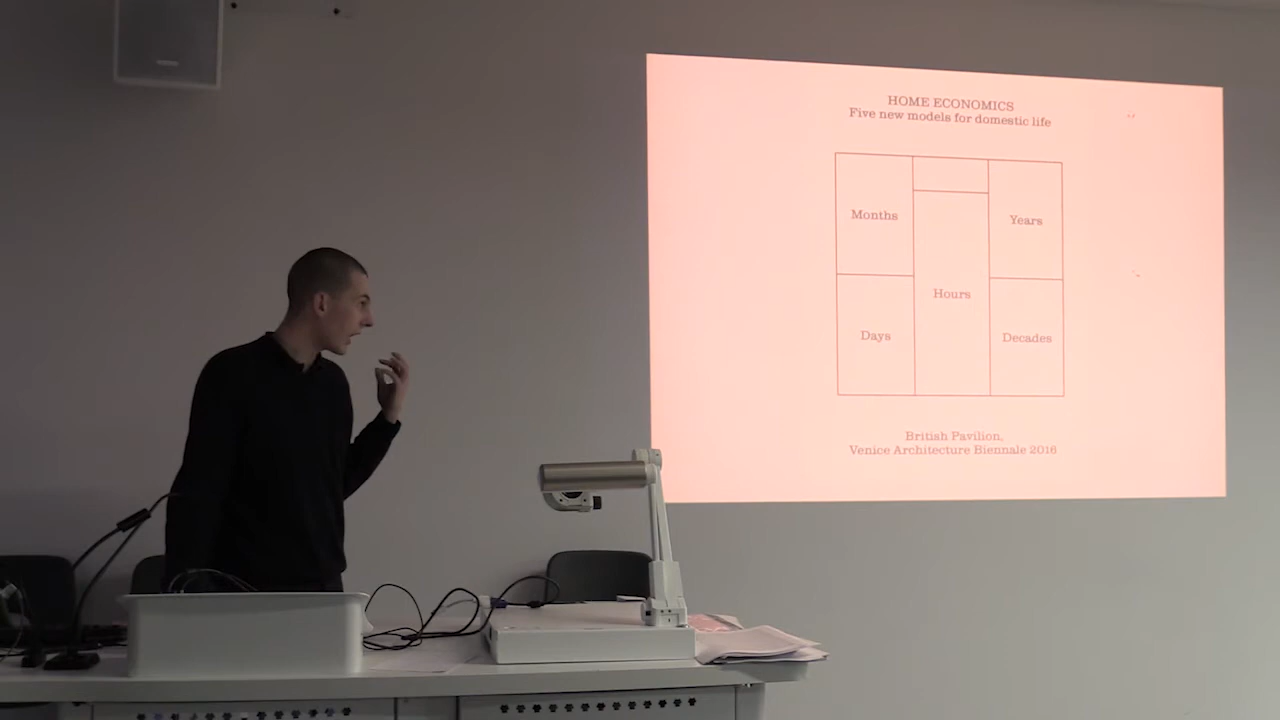 HOME ECONOMICS
Five new models for domestic life
Months
Years
Hours
Days
Decades
British Pavilion,
Venice Architecture Biennale 2016